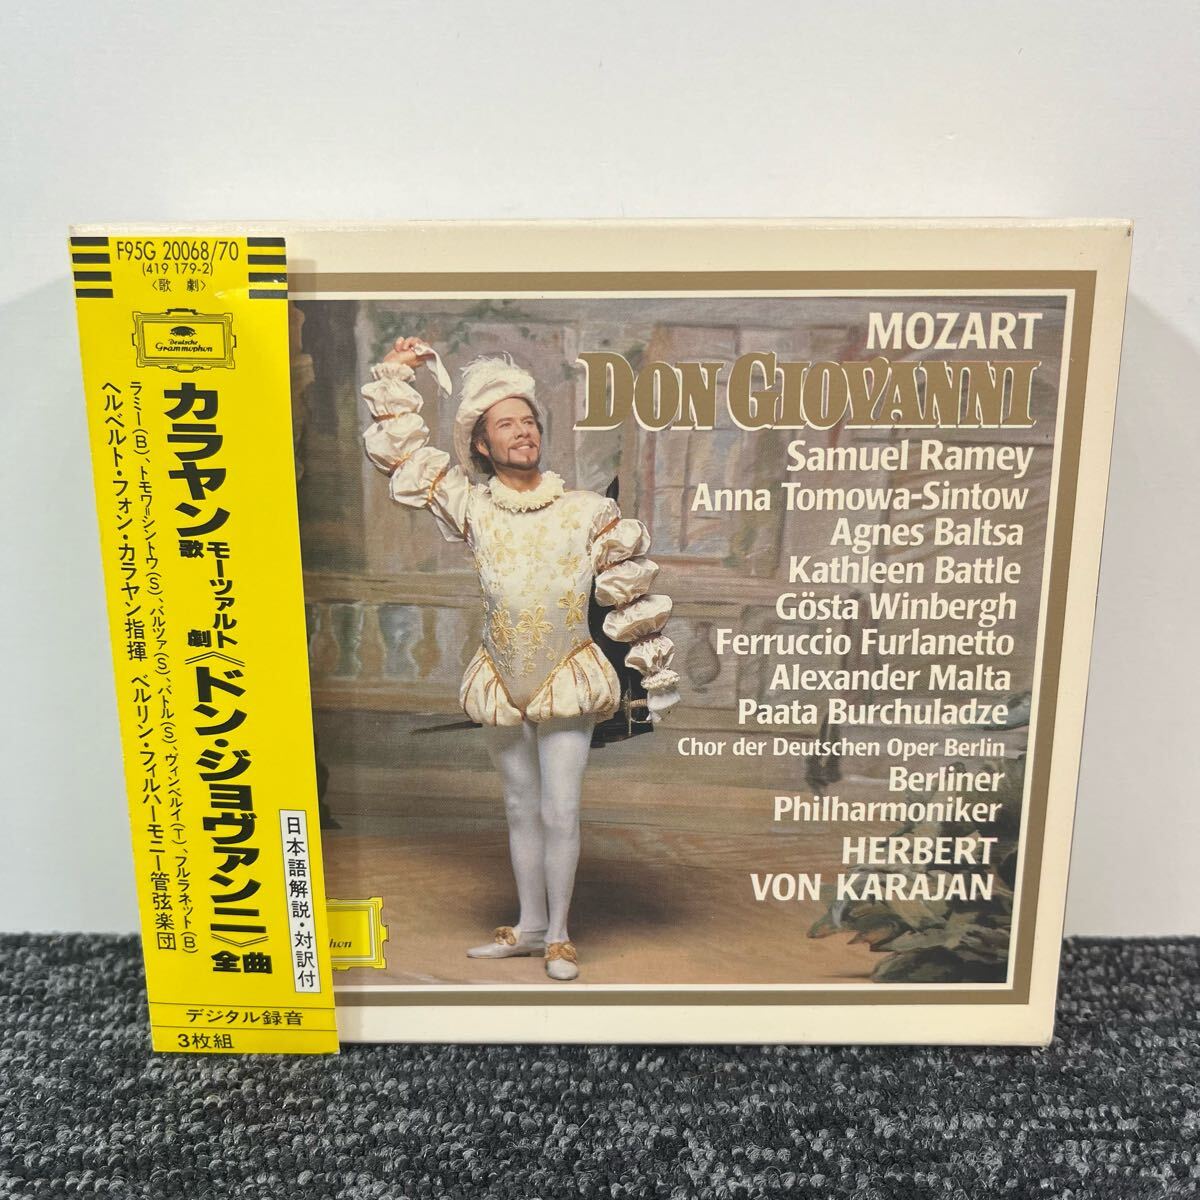 F95G 20068/70
(419 179-2)
〈歌劇〉
Deutsche
Grammophon
カラヤン
モーツァルト
歌劇《ドン・ジョヴァンニ》全曲
ラミー(B)、トモワ=シントウ(S)、バルツァ(S)、バトル(S)、ヴィンベルイ(T)、フルラネット(B)
ヘルベルト・フォン・カラヤン指揮 ベルリン・フィルハーモニー管弦楽団
日本語解説・対訳付
デジタル録音
3枚組
MOZART
DON GIOVANNI
Samuel Ramey
Anna Tomowa-Sintow
Agnes Baltsa
Kathleen Battle
Gösta Winbergh
Ferruccio Furlanetto
Alexander Malta
Paata Burchuladze
Chor der Deutschen Oper Berlin
Berliner
Philharmoniker
HERBERT
VON KARAJAN